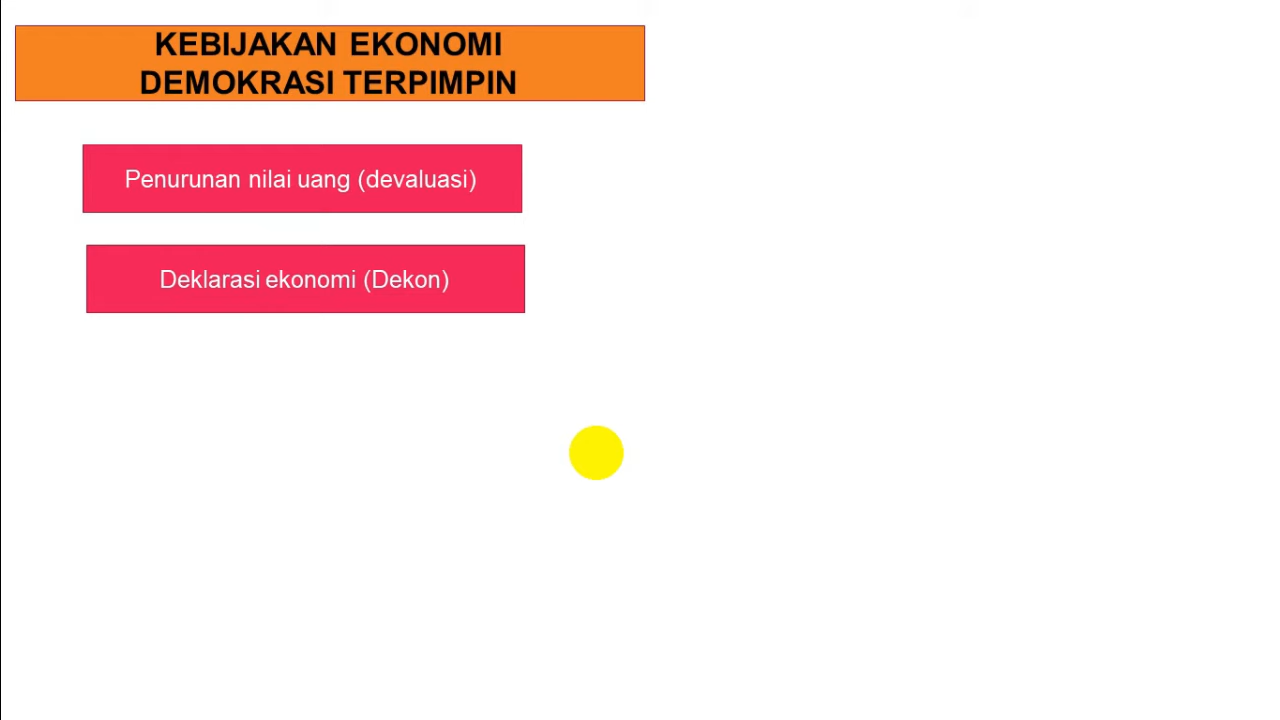 KEBIJAKAN EKONOMI
DEMOKRASI TERPIMPIN
Penurunan nilai uang (devaluasi)
Deklarasi ekonomi (Dekon)